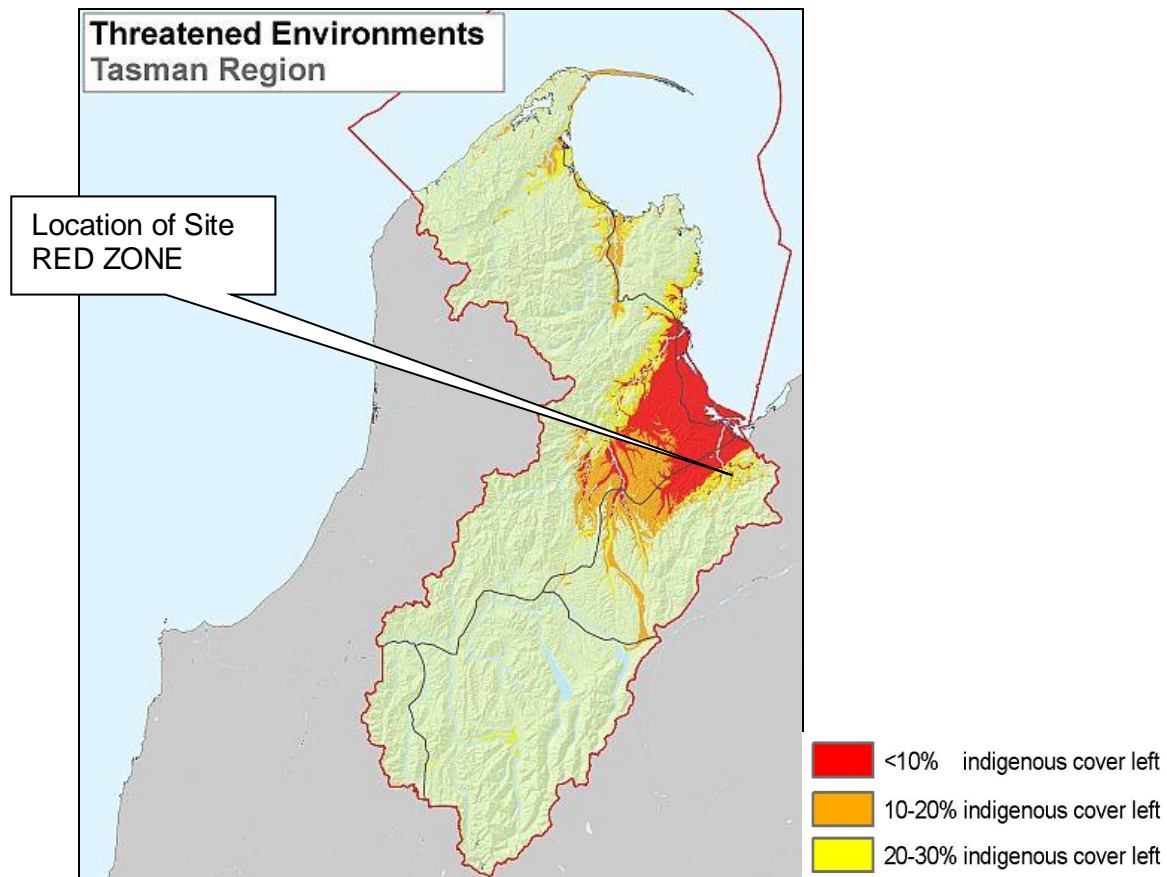 Threatened Environments
Tasman Region
Location of Site
RED ZONE
<10% indigenous cover left
10-20% indigenous cover left
20-30% indigenous cover left